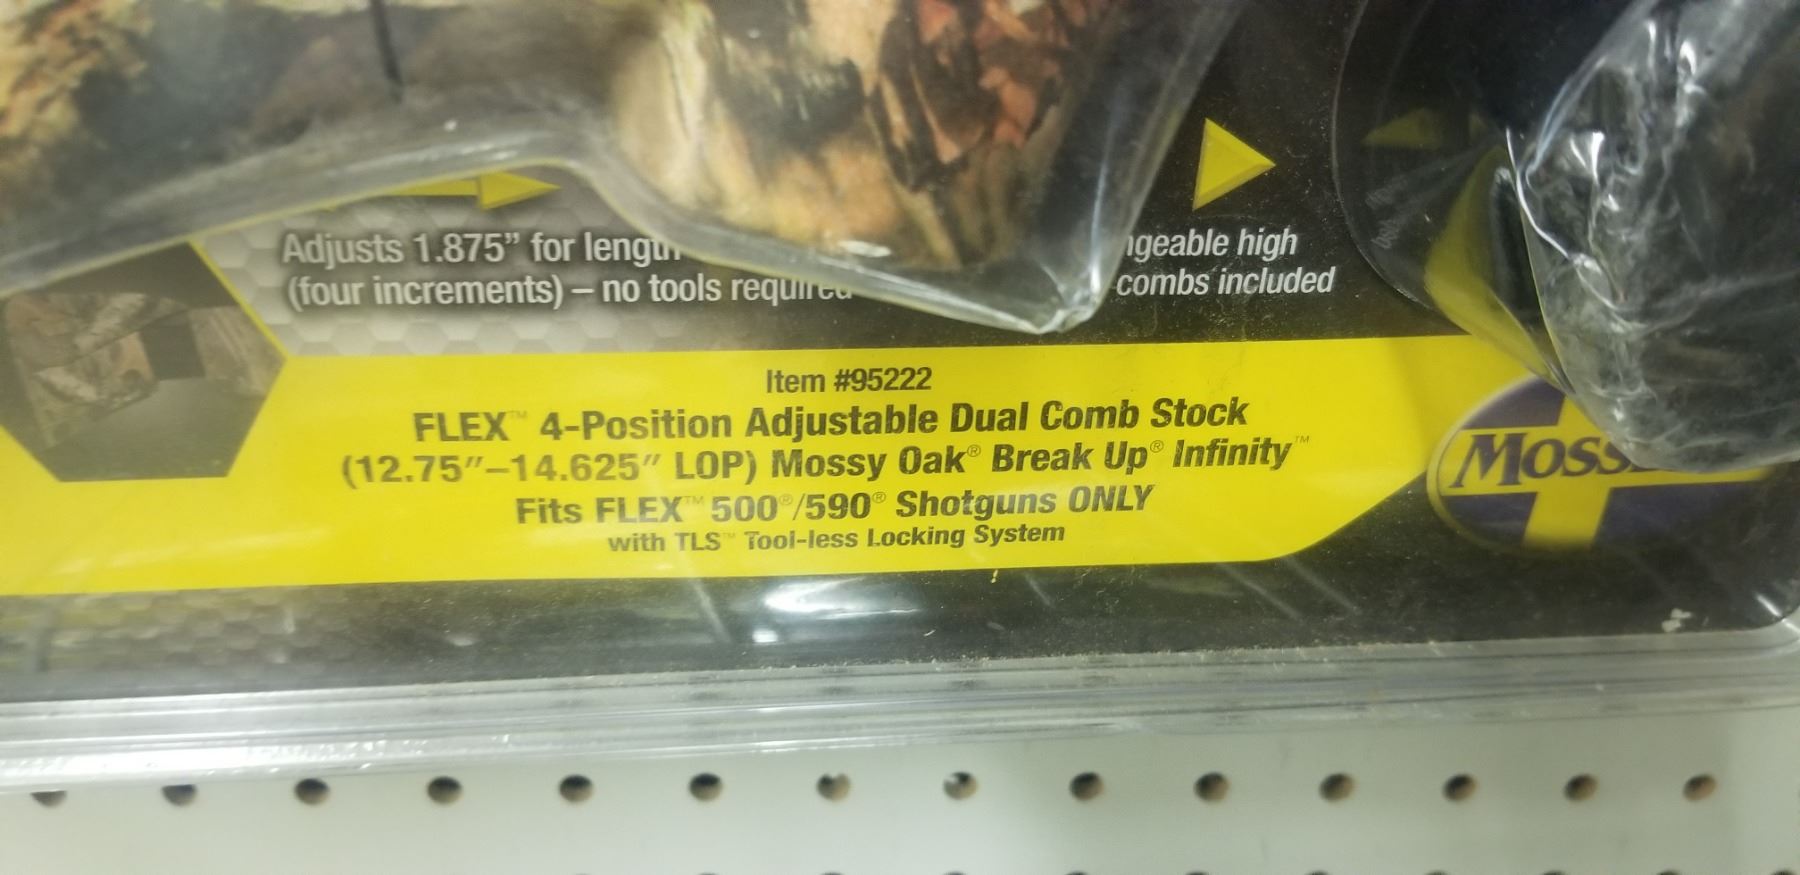 Adjusts 1.875” for length
(four increments) – no tools required
high
combs included
Item #95222
FLEX™ 4-Position Adjustable Dual Comb Stock
(12.75”–14.625” LOP) Mossy Oak® Break Up® Infinity™
Fits FLEX™ 500®/590® Shotguns ONLY
with TLS™ Tool-less Locking System